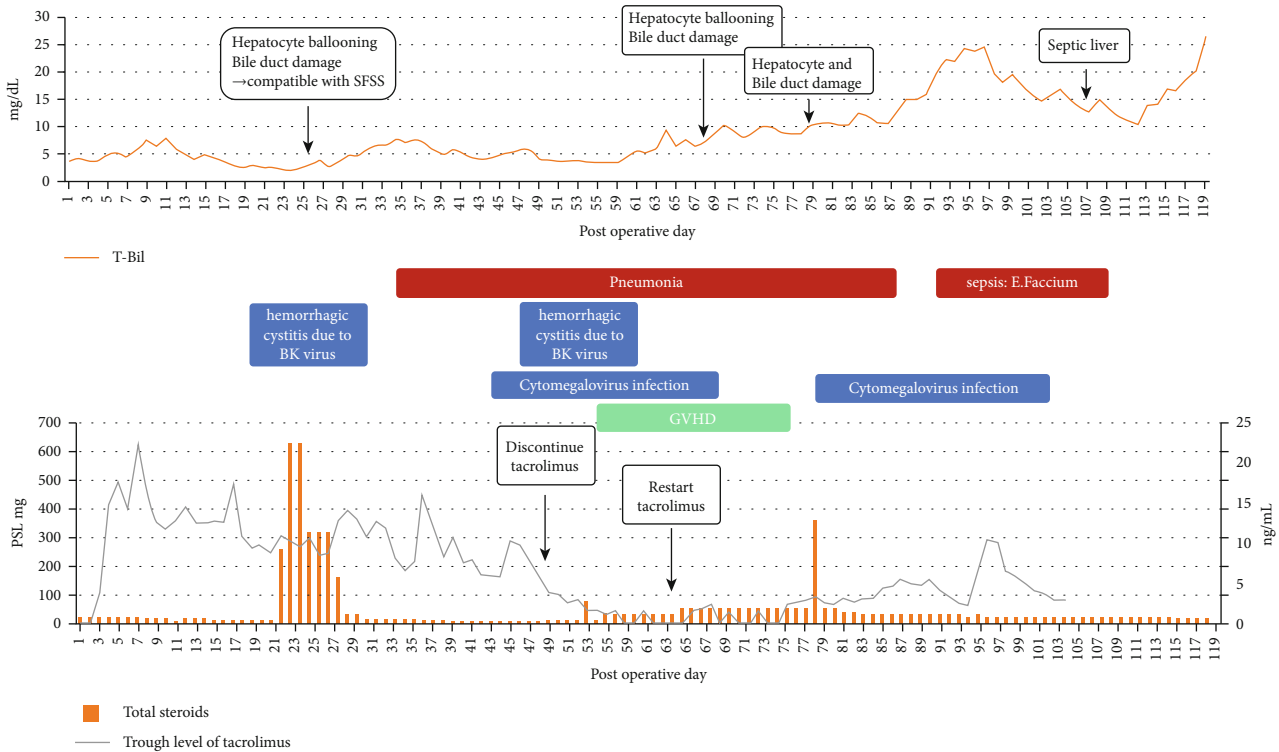 30
25
20
15
10
5
0
mg/dL
Hepatocyte ballooning
Bile duct damage
→compatible with SFSS
Hepatocyte ballooning
Bile duct damage
Hepatocyte and
Bile duct damage
Septic liver
1 3 5 7 9 11 13 15 17 19 21 23 25 27 29 31 33 35 37 39 41 43 45 47 49 51 53 55 57 59 61 63 65 67 69 71 73 75 77 79 81 83 85 87 89 91 93 95 97 99 101 103 105 107 109 111 113 115 117 119
Post operative day
T-Bil
Pneumonia
sepsis: E.Faccium
hemorrhagic
cystitis due to
BK virus
hemorrhagic
cystitis due to
BK virus
Cytomegalovirus infection
Cytomegalovirus infection
GVHD
Discontinue
tacrolimus
Restart
tacrolimus
700
600
500
400
300
200
100
0
PSL mg
25
20
15
10
5
0
ng/mL
1 3 5 7 9 11 13 15 17 19 21 23 25 27 29 31 33 35 37 39 41 43 45 47 49 51 53 55 57 59 61 63 65 67 69 71 73 75 77 79 81 83 85 87 89 91 93 95 97 99 101 103 105 107 109 111 113 115 117 119
Post operative day
Total steroids
Trough level of tacrolimus